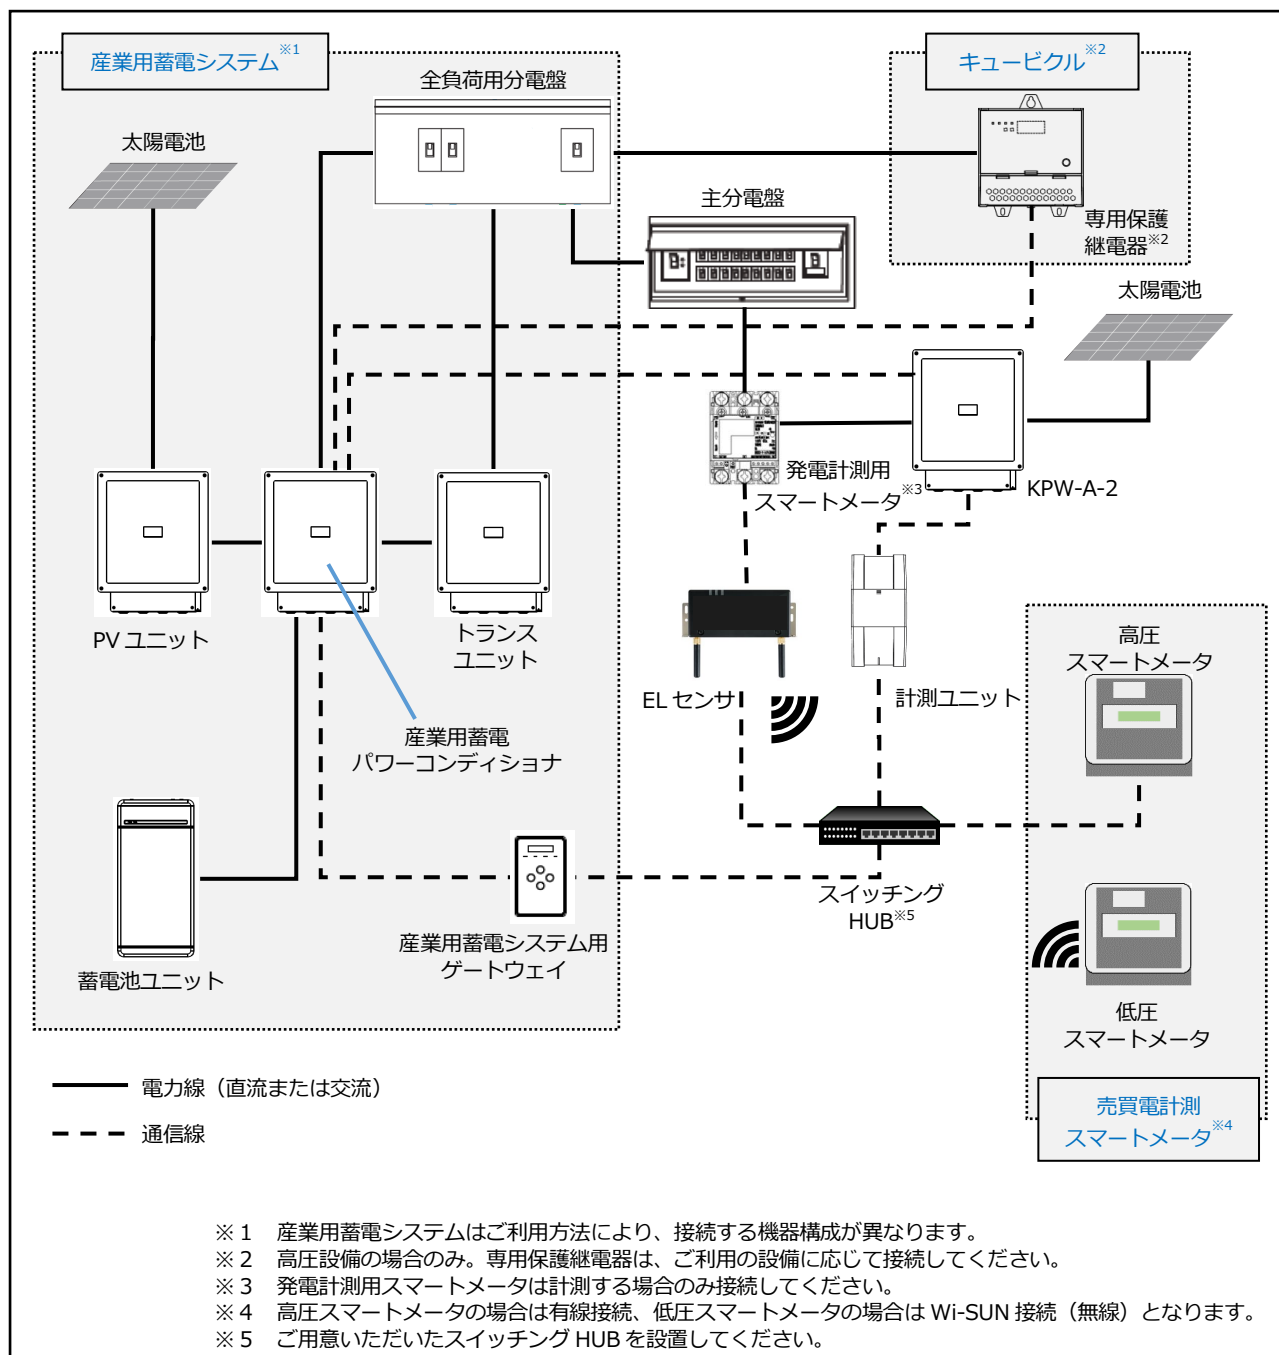 産業用蓄電システム※1
キュービクル※2
全負荷用分電盤
太陽電池
主分電盤
専用保護
継電器※2
太陽電池
発電計測用
スマートメータ※3
KPW-A-2
PV ユニット
トランス
ユニット
高圧
スマートメータ
EL センサ
計測ユニット
産業用蓄電
パワーコンディショナ
スイッチング
HUB※5
産業用蓄電システム用
ゲートウェイ
蓄電池ユニット
低圧
スマートメータ
電力線（直流または交流）
通信線
売買電計測
スマートメータ※4
※１　産業用蓄電システムはご利用方法により、接続する機器構成が異なります。
※２　高圧設備の場合のみ。専用保護継電器は、ご利用の設備に応じて接続してください。
※３　発電計測用スマートメータは計測する場合のみ接続してください。
※４　高圧スマートメータの場合は有線接続、低圧スマートメータの場合は Wi-SUN 接続（無線）となります。
※５　ご用意いただいたスイッチング HUB を設置してください。